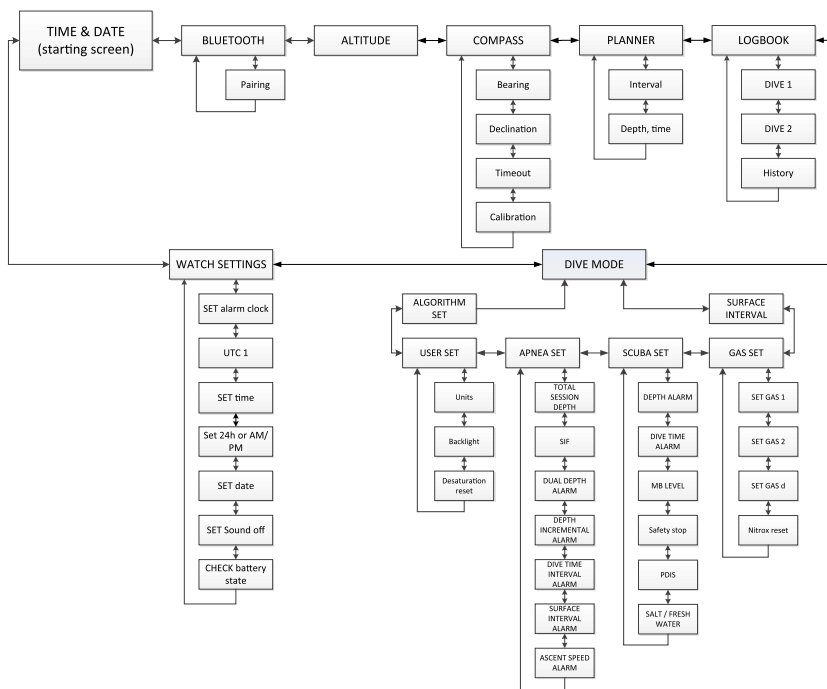 TIME & DATE
(starting screen)
BLUETOOTH
ALTITUDE
COMPASS
PLANNER
LOGBOOK
Pairing
Bearing
Declination
Timeout
Calibration
Interval
Depth, time
DIVE 1
DIVE 2
History
WATCH SETTINGS
DIVE MODE
SET alarm clock
UTC 1
SET time
Set 24h or AM/
PM
SET date
SET Sound off
CHECK battery
state
ALGORITHM
SET
SURFACE
INTERVAL
USER SET
APNEA SET
SCUBA SET
GAS SET
Units
Backlight
Desaturation
reset
TOTAL
SESSION
DEPTH
SIF
DUAL DEPTH
ALARM
DEPTH
INCREMENTAL
ALARM
DIVE TIME
INTERVAL
ALARM
SURFACE
INTERVAL
ALARM
ASCENT SPEED
ALARM
DEPTH ALARM
DIVE TIME
ALARM
MB LEVEL
Safety stop
PDIS
SALT / FRESH
WATER
SET GAS 1
SET GAS 2
SET GAS d
Nitrox reset